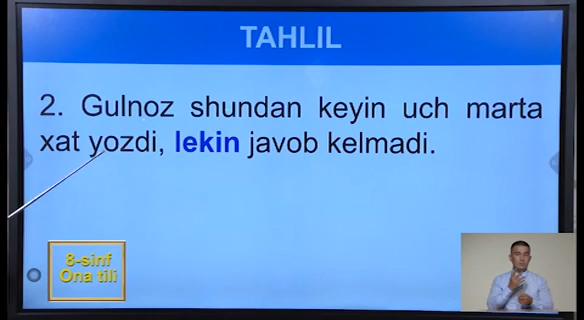 TAHLIL
2. Gulnoz shundan keyin uch marta
xat yozdi, lekin javob kelmadi.
8-sinf
Ona tili